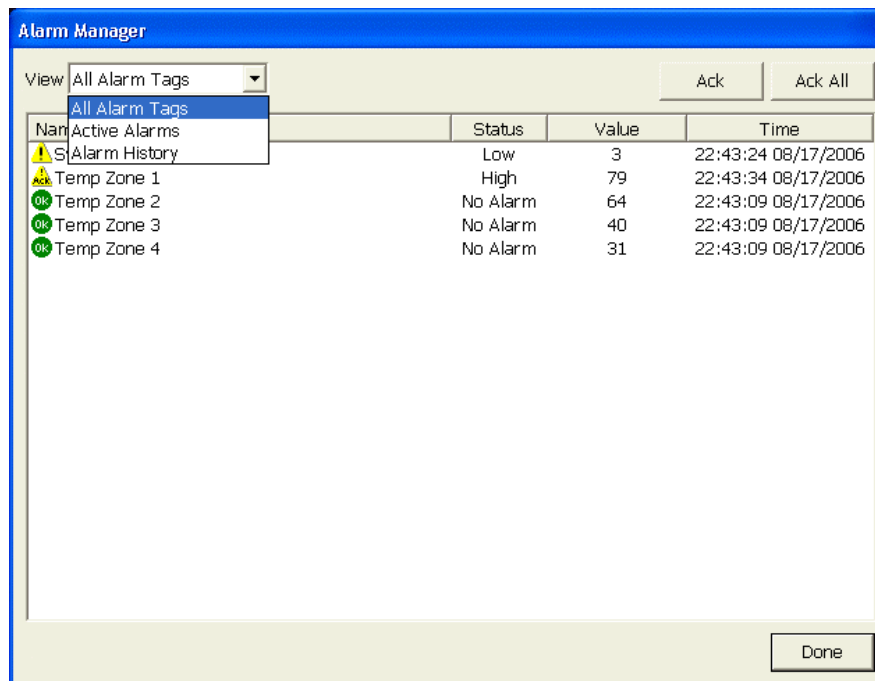 Alarm Manager
View All Alarm Tags Ack Ack All
All Alarm Tags
Active Alarms
Alarm History
Status Value Time
Low 3 22:43:24 08/17/2006
Ack Temp Zone 1 High 79 22:43:34 08/17/2006
Ok Temp Zone 2 No Alarm 64 22:43:09 08/17/2006
Ok Temp Zone 3 No Alarm 40 22:43:09 08/17/2006
Ok Temp Zone 4 No Alarm 31 22:43:09 08/17/2006
Done